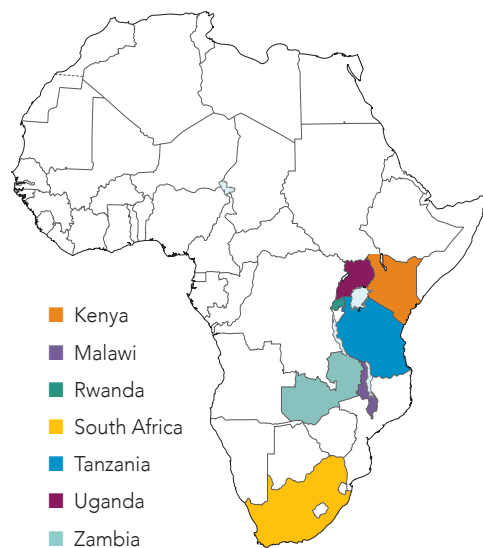 Kenya
Malawi
Rwanda
South Africa
Tanzania
Uganda
Zambia